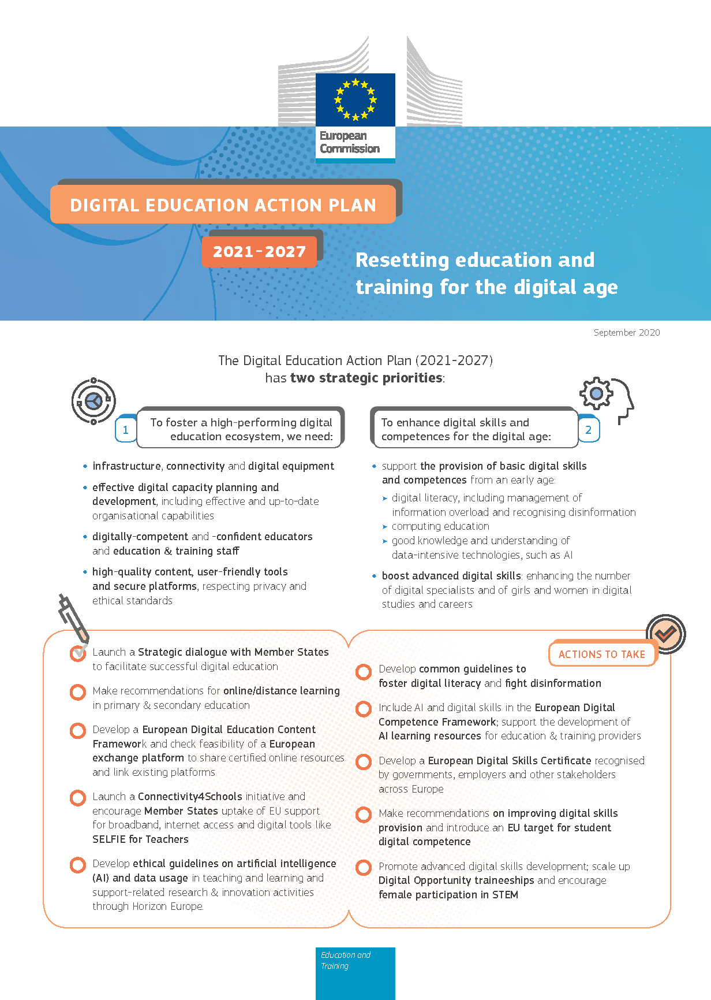 European
Commission
DIGITAL EDUCATION ACTION PLAN
2021-2027
Resetting education and
training for the digital age
September 2020
The Digital Education Action Plan (2021-2027)
has two strategic priorities:
1
To foster a high-performing digital
education ecosystem, we need:
• infrastructure, connectivity and digital equipment
• effective digital capacity planning and
development, including effective and up-to-date
organisational capabilities
• digitally-competent and -confident educators
and education & training staff
• high-quality content, user-friendly tools
and secure platforms, respecting privacy and
ethical standards
To enhance digital skills and
competences for the digital age:
2
• support the provision of basic digital skills
and competences from an early age:
➤ digital literacy, including management of
information overload and recognising disinformation
➤ computing education
➤ good knowledge and understanding of
data-intensive technologies, such as AI
• boost advanced digital skills: enhancing the number
of digital specialists and of girls and women in digital
studies and careers
ACTIONS TO TAKE
Launch a Strategic dialogue with Member States
to facilitate successful digital education
Make recommendations for online/distance learning
in primary & secondary education
Develop a European Digital Education Content
Framework and check feasibility of a European
exchange platform to share certified online resources
and link existing platforms
Launch a Connectivity4Schools initiative and
encourage Member States uptake of EU support
for broadband, internet access and digital tools like
SELFIE for Teachers
Develop ethical guidelines on artificial intelligence
(AI) and data usage in teaching and learning and
support-related research & innovation activities
through Horizon Europe.
Develop common guidelines to
foster digital literacy and fight disinformation
Include AI and digital skills in the European Digital
Competence Framework; support the development of
AI learning resources for education & training providers
Develop a European Digital Skills Certificate recognised
by governments, employers and other stakeholders
across Europe
Make recommendations on improving digital skills
provision and introduce an EU target for student
digital competence
Promote advanced digital skills development; scale up
Digital Opportunity traineeships and encourage
female participation in STEM
Education and
Training